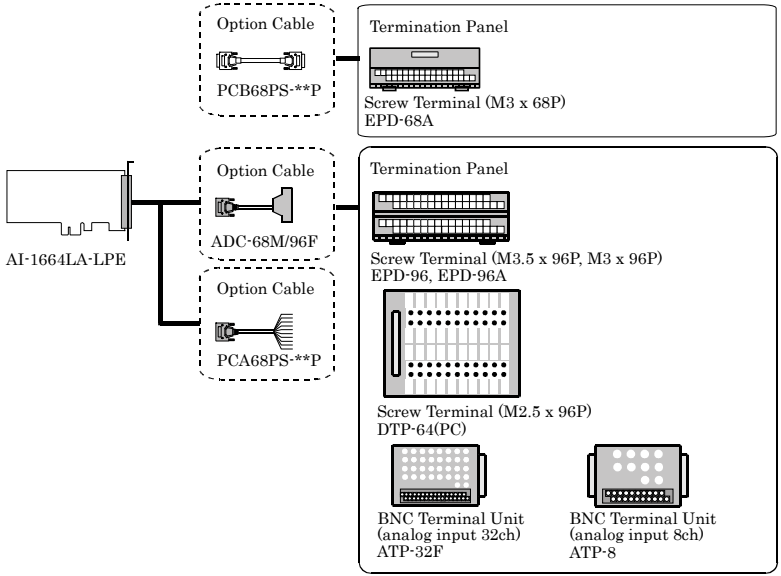 Option Cable
PCB68PS-**P
Termination Panel
Screw Terminal (M3 x 68P)
EPD-68A
AI-1664LA-LPE
Option Cable
ADC-68M/96F
Option Cable
PCA68PS-**P
Termination Panel
Screw Terminal (M3.5 x 96P, M3 x 96P)
EPD-96, EPD-96A
Screw Terminal (M2.5 x 96P)
DTP-64(PC)
BNC Terminal Unit
(analog input 32ch)
ATP-32F
BNC Terminal Unit
(analog input 8ch)
ATP-8